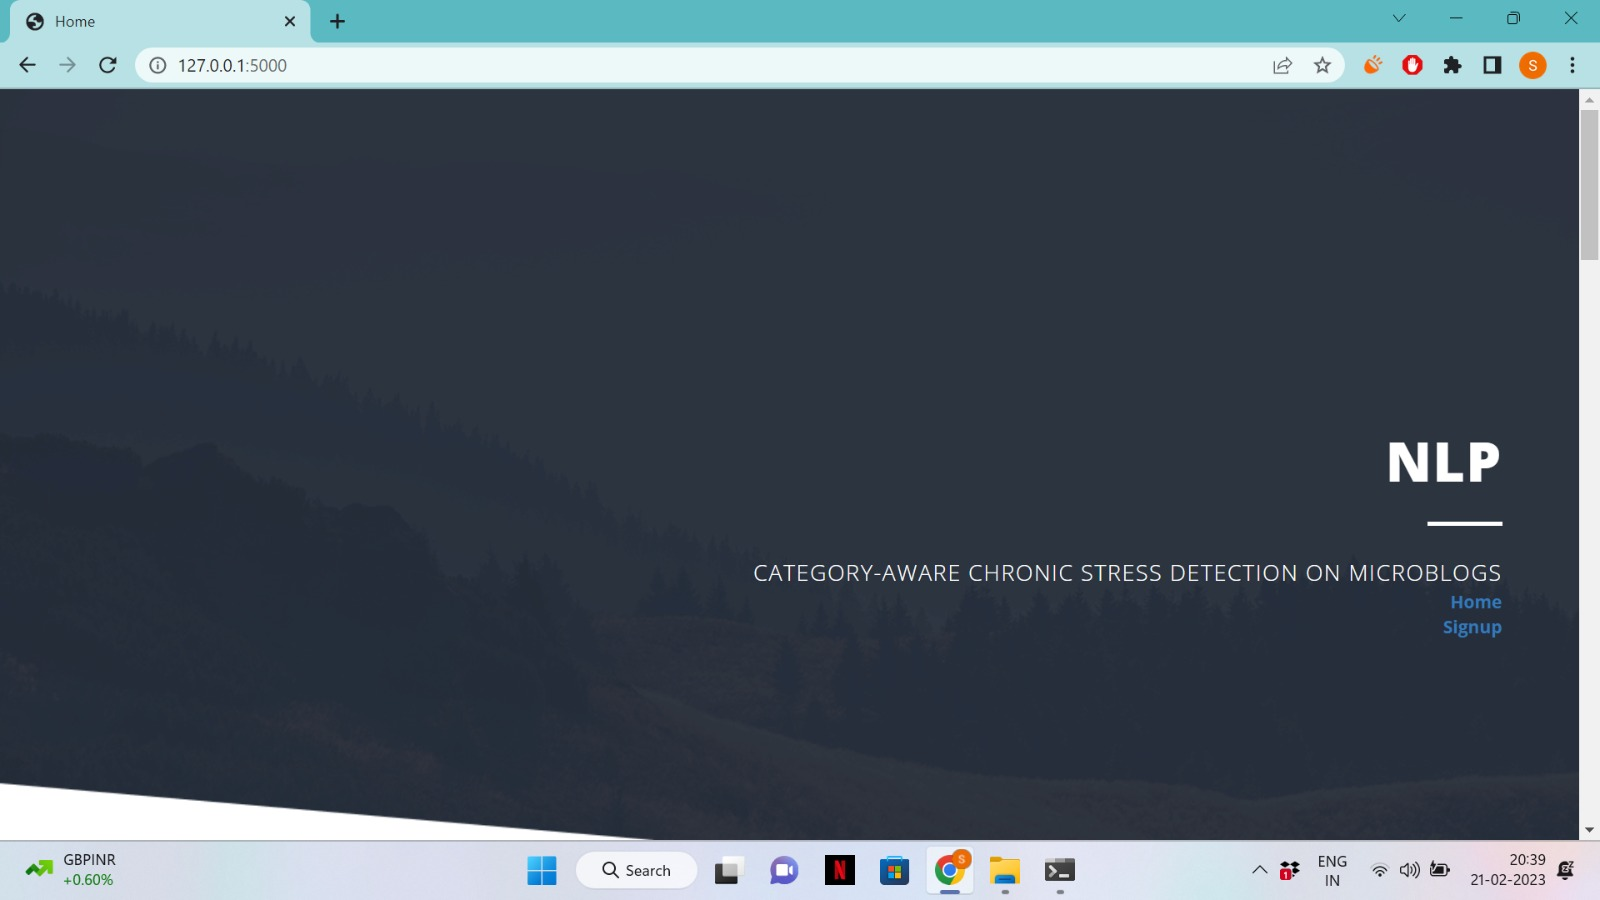 Home
127.0.0.1:5000
S
NLP
CATEGORY-AWARE CHRONIC STRESS DETECTION ON MICROBLOGS
Home
Signup
GBPINR
+0.60%
Search
N
S
1
ENG
IN
20:39
21-02-2023